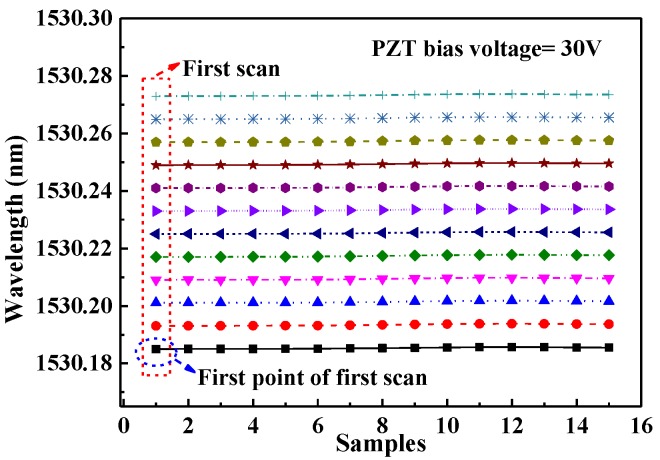 1530.30
PZT bias voltage= 30V
First scan
1530.28
1530.26
1530.24
1530.22
1530.20
1530.18
First point of first scan
0 2 4 6 8 10 12 14 16
Samples
Wavelength (nm)